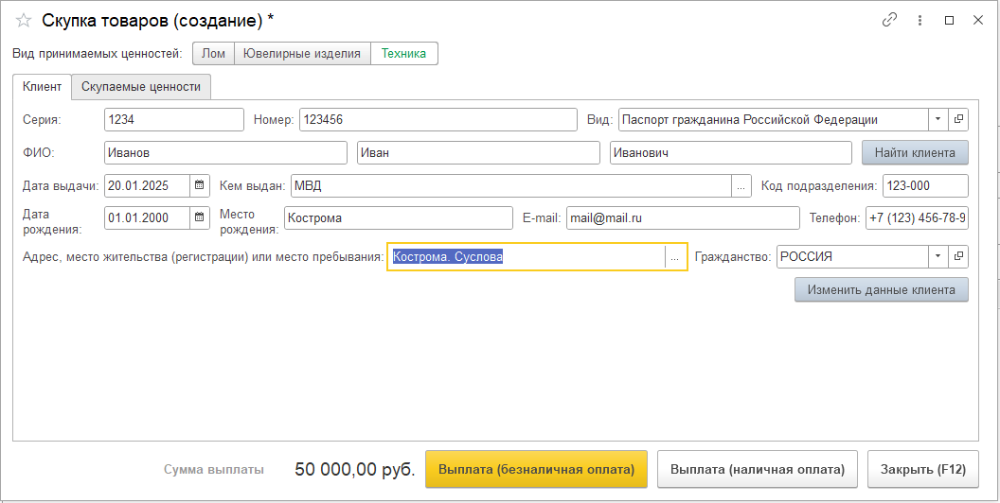 Скупка товаров (создание) *
Вид принимаемых ценностей: Лом Ювелирные изделия Техника
Клиент Скупаемые ценности
Серия: 1234 Номер: 123456 Вид: Паспорт гражданина Российской Федерации
ФИО: Иванов Иван Иванович Найти клиента
Дата выдачи: 20.01.2025 Кем выдан: МВД ... Код подразделения: 123-000
Дата рождения: 01.01.2000 Место рождения: Кострома E-mail: mail@mail.ru Телефон: +7 (123) 456-78-9
Адрес, место жительства (регистрации) или место пребывания: Кострома. Суслова ... Гражданство: РОССИЯ
Изменить данные клиента
Сумма выплаты 50 000,00 руб. Выплата (безналичная оплата) Выплата (наличная оплата) Закрыть (F12)